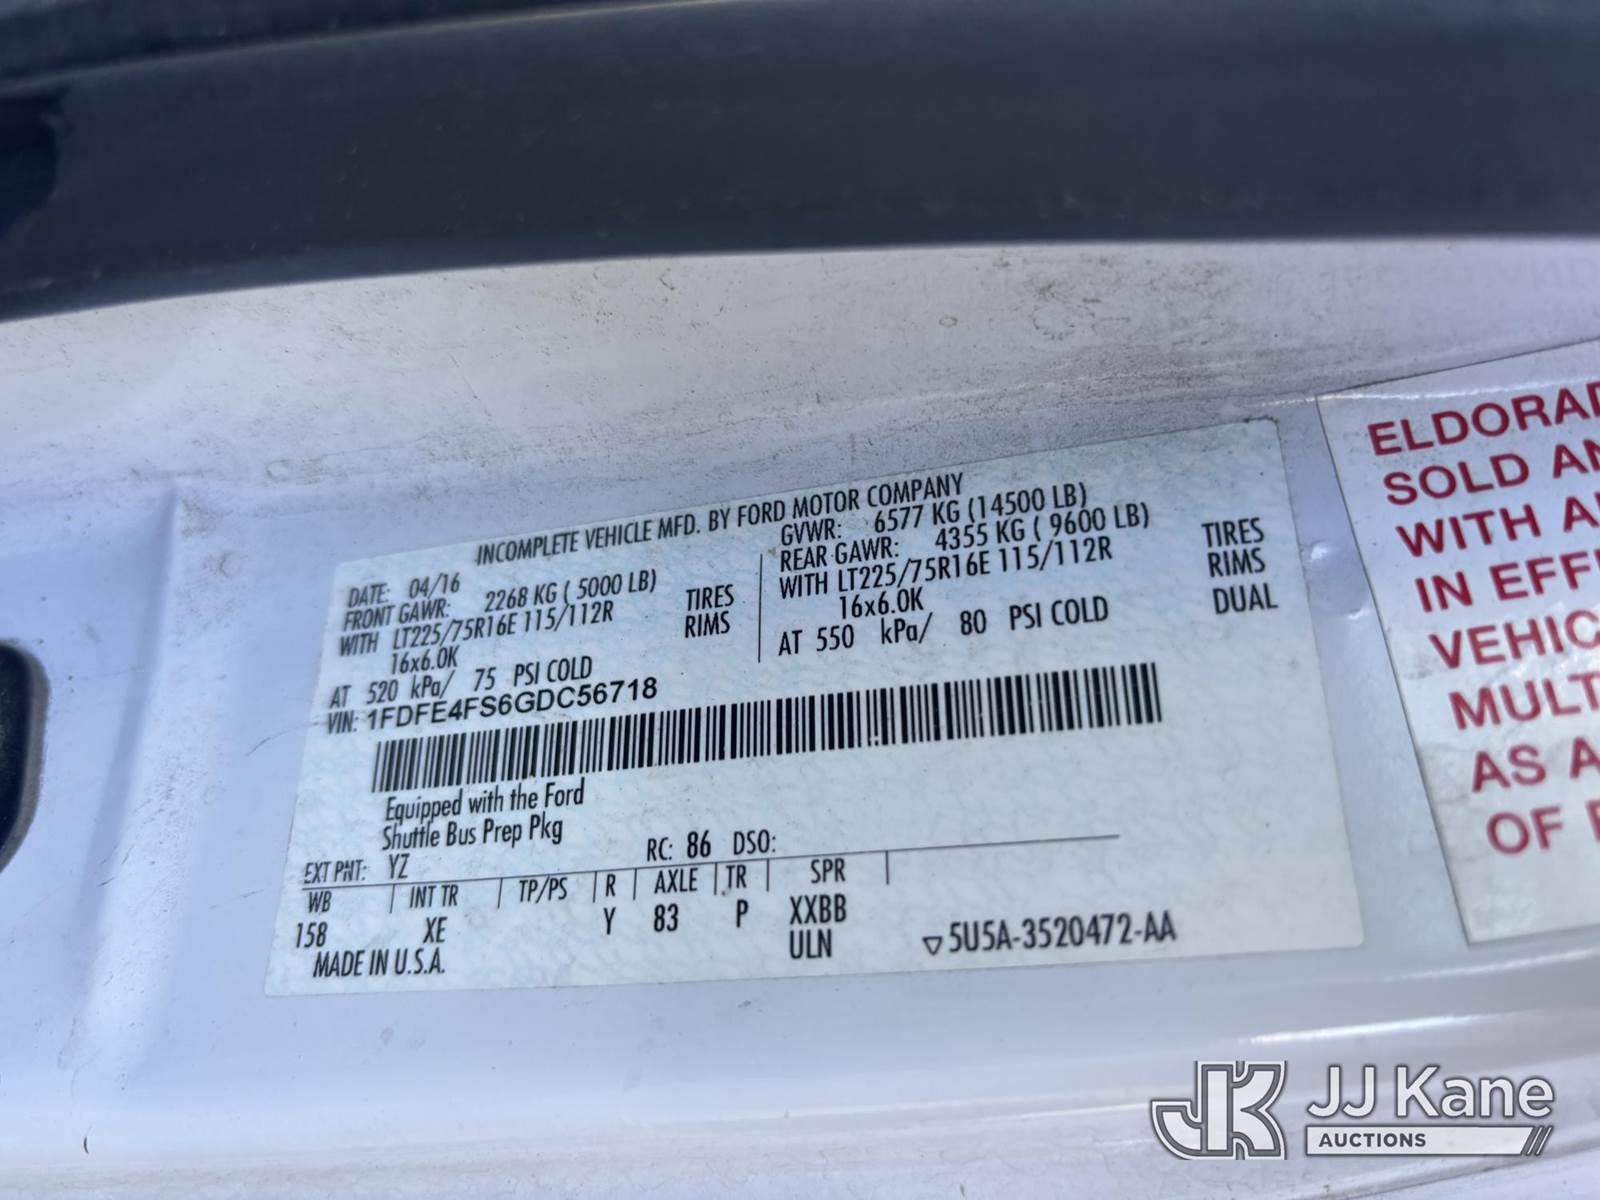 INCOMPLETE VEHICLE MFD. BY FORD MOTOR COMPANY
DATE: 04/16
GVWR: 6577 KG (14500 LB)
FRONT GAWR: 2268 KG ( 5000 LB)
REAR GAWR: 4355 KG ( 9600 LB)
WITH LT225/75R16E 115/112R TIRES
WITH LT225/75R16E 115/112R TIRES
16x6.0K RIMS
16x6.0K RIMS
AT 520 kPa/ 75 PSI COLD
AT 550 kPa/ 80 PSI COLD DUAL
VIN: 1FDFE4FS6GDC56718
Equipped with the Ford
Shuttle Bus Prep Pkg
EXT PNT: YZ RC: 86 DSO:
WB INT TR TP/PS R AXLE TR SPR
158 XE Y 83 P XXBB
ULN
MADE IN U.S.A.
▽5U5A-3520472-AA
ELDORAD
SOLD AN
WITH A
IN EFF
VEHIC
MULT
AS A
OF
JK JJ Kane
AUCTIONS